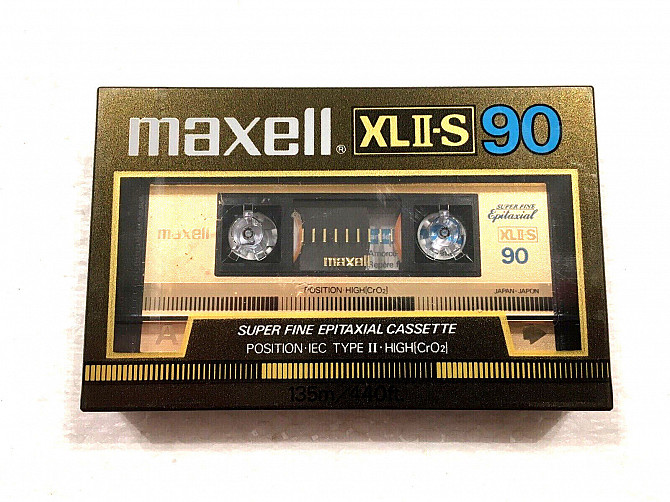 maxell® XLII-S 90
SUPER FINE
Epitaxial
maxell
XLII-S
90
maxell
POSITION·HIGH(CrO₂)
JAPAN·JAPON
A
SUPER FINE EPITAXIAL CASSETTE
POSITION·IEC TYPE II·HIGH(CrO₂)
135m/440ft